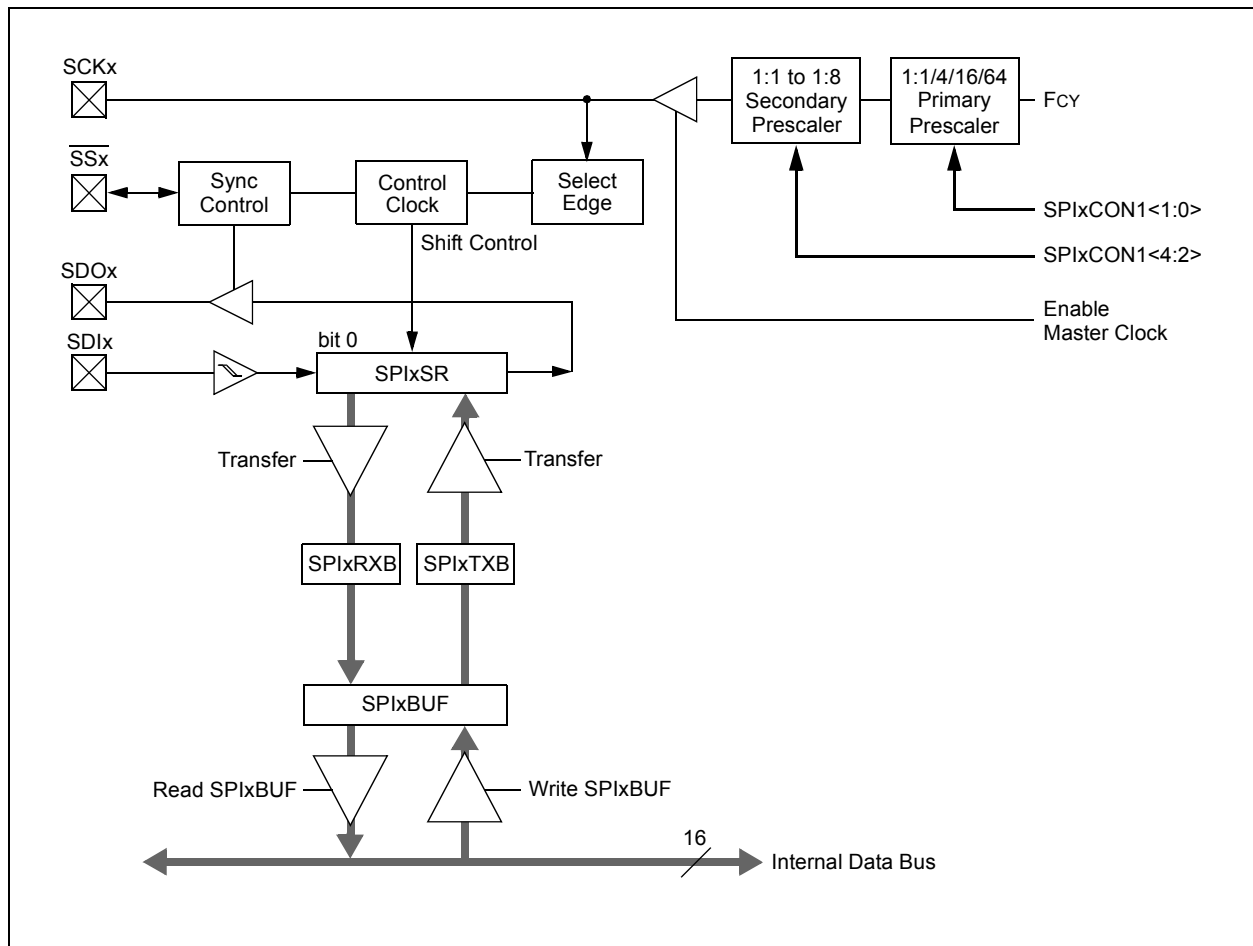 SCKx
1:1 to 1:8
Secondary
Prescaler
1:1/4/16/64
Primary
Prescaler
FCY
SSx
Sync
Control
Control
Clock
Select
Edge
SPIxCON1<1:0>
Shift Control
SPIxCON1<4:2>
SDOx
Enable
Master Clock
SDIx
bit 0
SPIxSR
Transfer
Transfer
SPIxRXB
SPIxTXB
SPIxBUF
Read SPIxBUF
Write SPIxBUF
16
Internal Data Bus